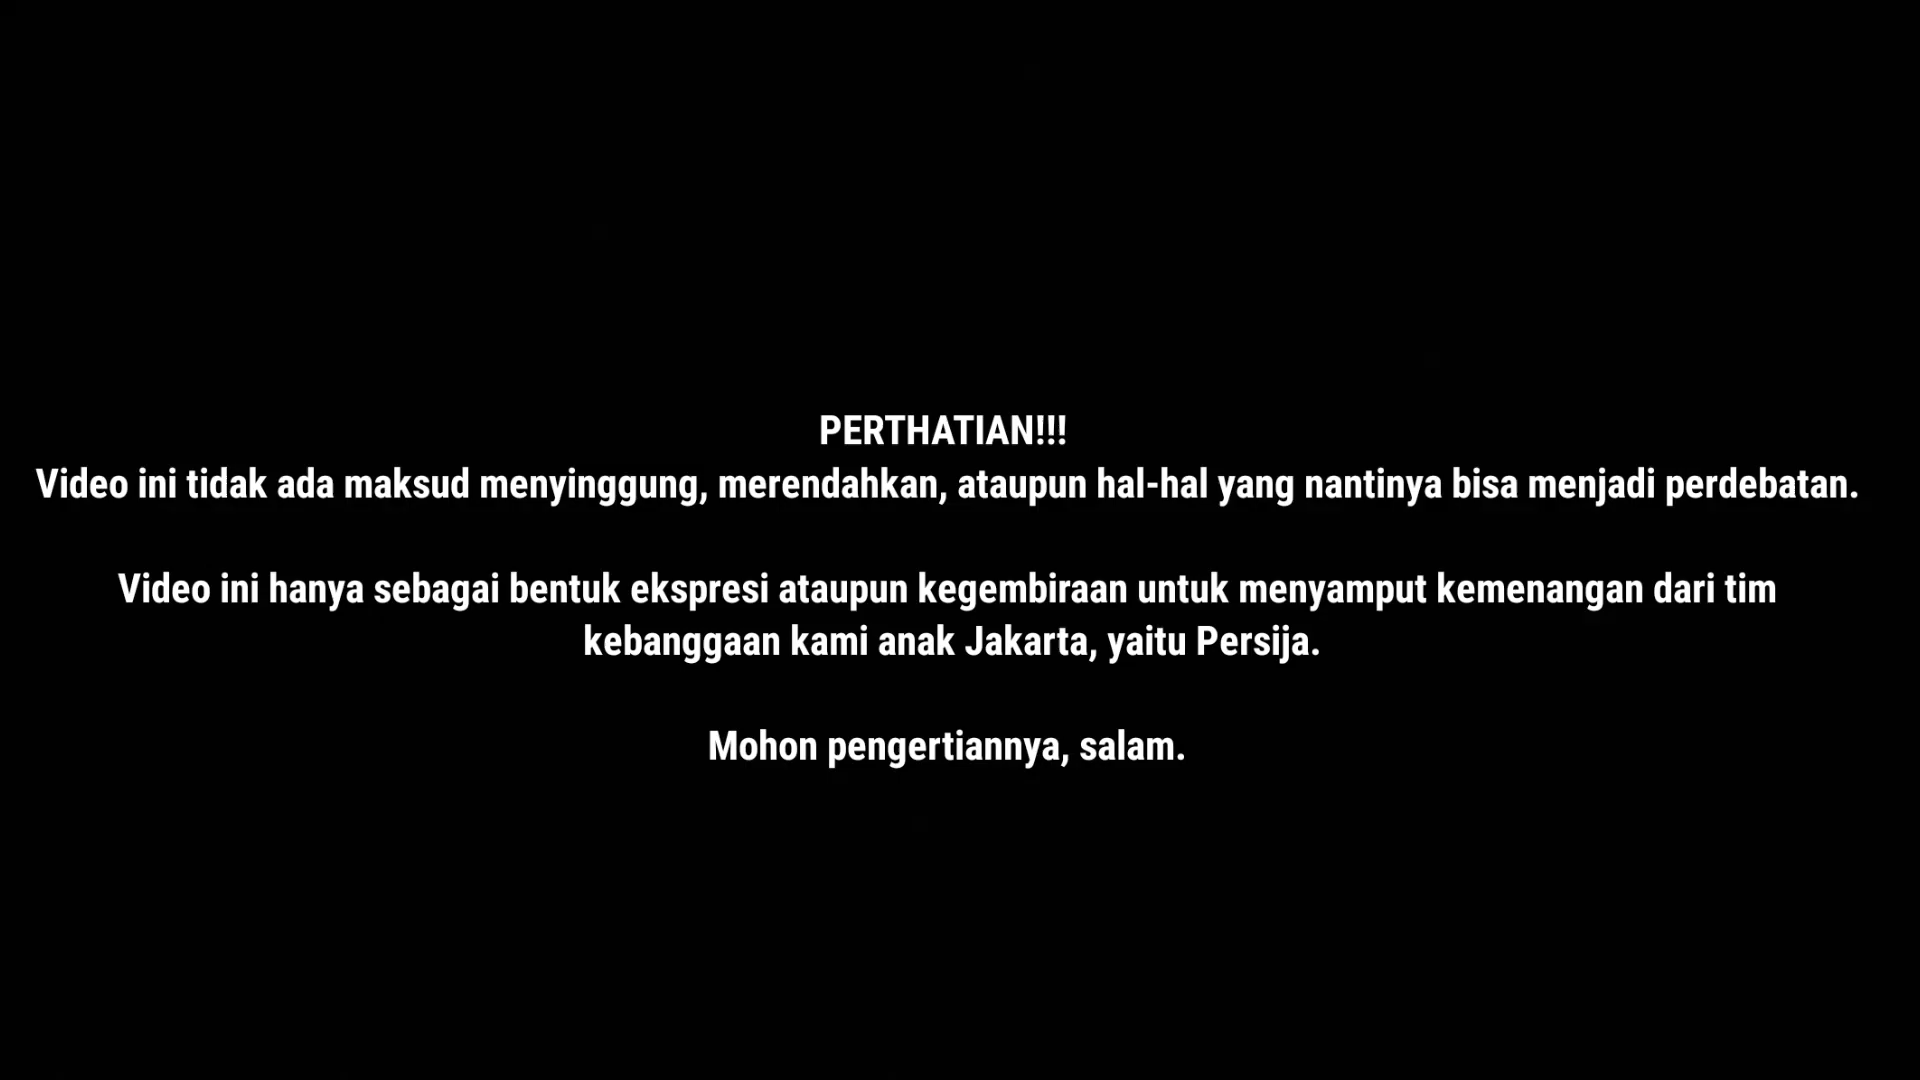 PERTHATIAN!!!
Video ini tidak ada maksud menyinggung, merendahkan, ataupun hal-hal yang nantinya bisa menjadi perdebatan.
Video ini hanya sebagai bentuk ekspresi ataupun kegembiraan untuk menyamput kemenangan dari tim
kebanggaan kami anak Jakarta, yaitu Persija.
Mohon pengertiannya, salam.